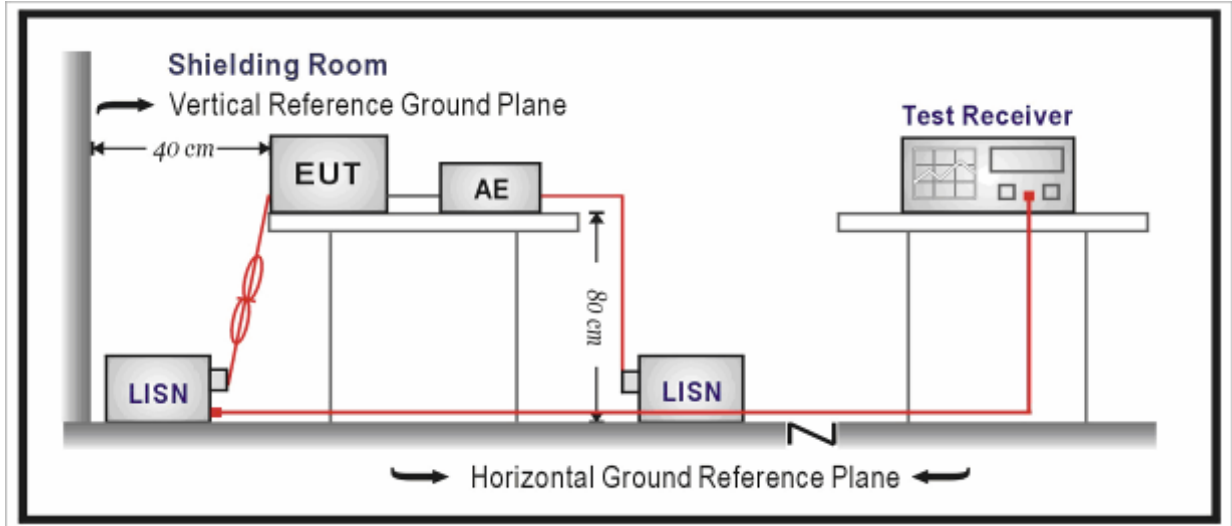 Shielding Room
Vertical Reference Ground Plane
Test Receiver
40 cm
EUT
AE
80 cm
LISN
LISN
Horizontal Ground Reference Plane